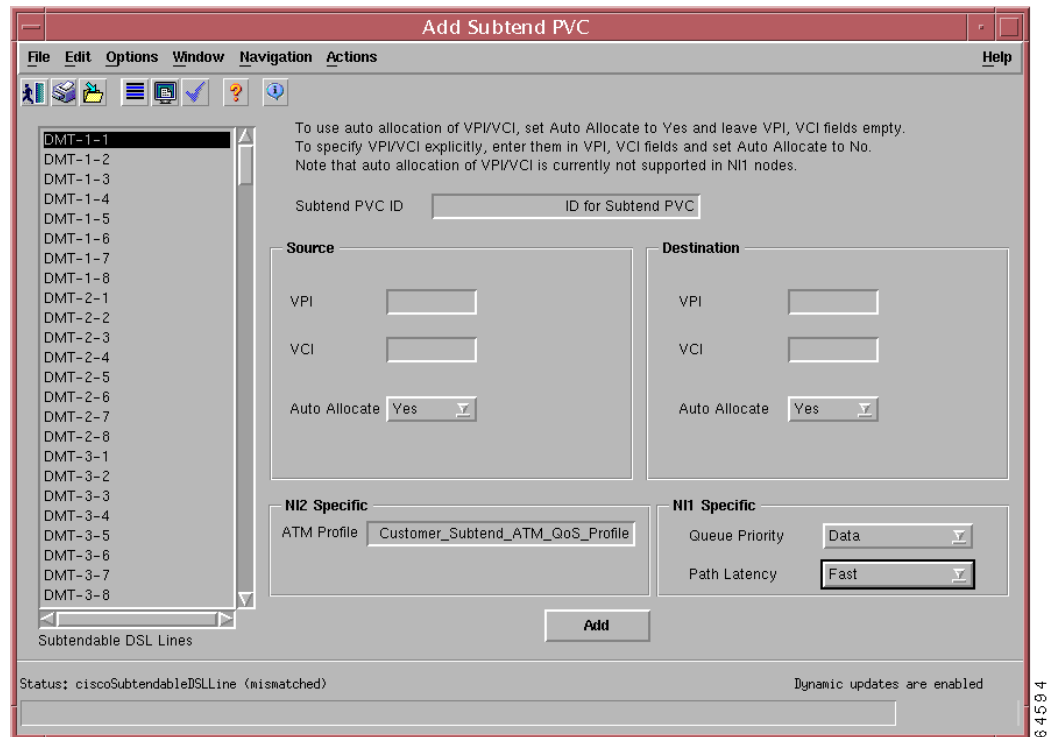 Add Subtend PVC
File Edit Options Window Navigation Actions Help
DMT-1-1
DMT-1-2
DMT-1-3
DMT-1-4
DMT-1-5
DMT-1-6
DMT-1-7
DMT-1-8
DMT-2-1
DMT-2-2
DMT-2-3
DMT-2-4
DMT-2-5
DMT-2-6
DMT-2-7
DMT-2-8
DMT-3-1
DMT-3-2
DMT-3-3
DMT-3-4
DMT-3-5
DMT-3-6
DMT-3-7
DMT-3-8
Subtendable DSL Lines
To use auto allocation of VPI/VCI, set Auto Allocate to Yes and leave VPI, VCI fields empty.
To specify VPI/VCI explicitly, enter them in VPI, VCI fields and set Auto Allocate to No.
Note that auto allocation of VPI/VCI is currently not supported in NI1 nodes.
Subtend PVC ID ID for Subtend PVC
Source
VPI
VCI
Auto Allocate Yes
Destination
VPI
VCI
Auto Allocate Yes
NI2 Specific
ATM Profile Customer_Subtend_ATM_QoS_Profile
NI1 Specific
Queue Priority Data
Path Latency Fast
Add
Status: ciscoSubtendableDSLLine (mismatched) Dynamic updates are enabled
64594